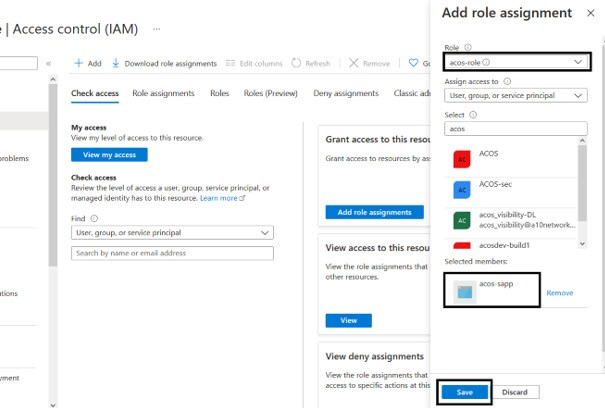 | Access control (IAM) ...
«
+ Add
Download role assignments
Edit columns
Refresh
Remove
Check access
Role assignments
Roles
Roles (Preview)
Deny assignments
problems
ations
yment
My access
View my level of access to this resource.
View my access
Check access
Review the level of access a user, group, service principal, or
managed identity has to this resource. Learn more
Find
User, group, or service principal
Search by name or email address
Grant access to this resou
Grant access to resources by as
Add role assignments
View access to this resou
View the role assignments that
other resources.
View
View deny assignments
View the role assignments that
access to specific actions at this
Add role assignment
Role
acos-role
Assign access to
User, group, or service principal
Select
acos
AC
ACOS
AC
ACOS-sec
AC
acos_visibility-DL
acos_visibility@a10network...
AC
acosdev-build1
Selected members:
acos-sapp
Remove
Save
Discard